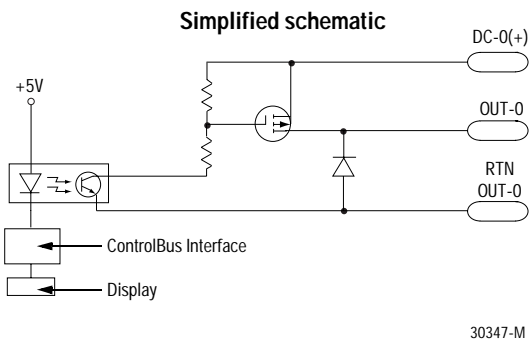 Simplified schematic
DC-0(+)
+5V
OUT-0
RTN
OUT-0
ControlBus Interface
Display
30347-M